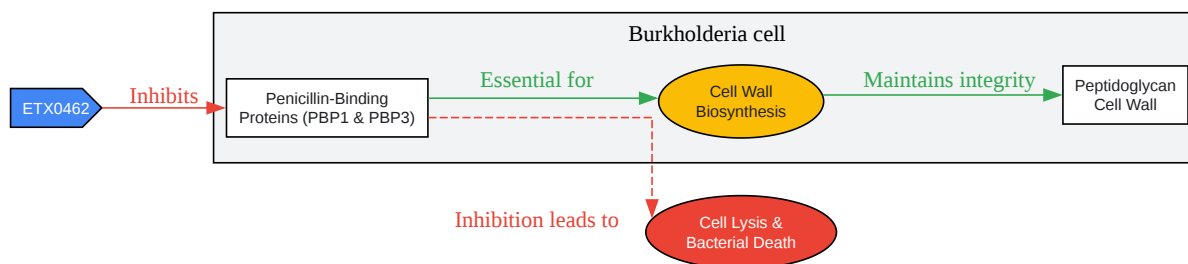 Burkholderia cell
ETX0462
Inhibits
Penicillin-Binding
Proteins (PBP1 & PBP3)
Essential for
Cell Wall
Biosynthesis
Maintains integrity
Peptidoglycan
Cell Wall
Inhibition leads to
Cell Lysis &
Bacterial Death